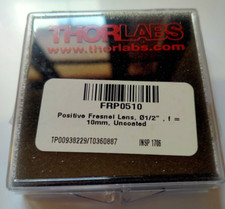 THORLABS
www.thorlabs.com
FRP0510
Positive Fresnel Lens, Ø1/2" , f =
10mm, Uncoated
TP00938229/T0360887 INSP 1706